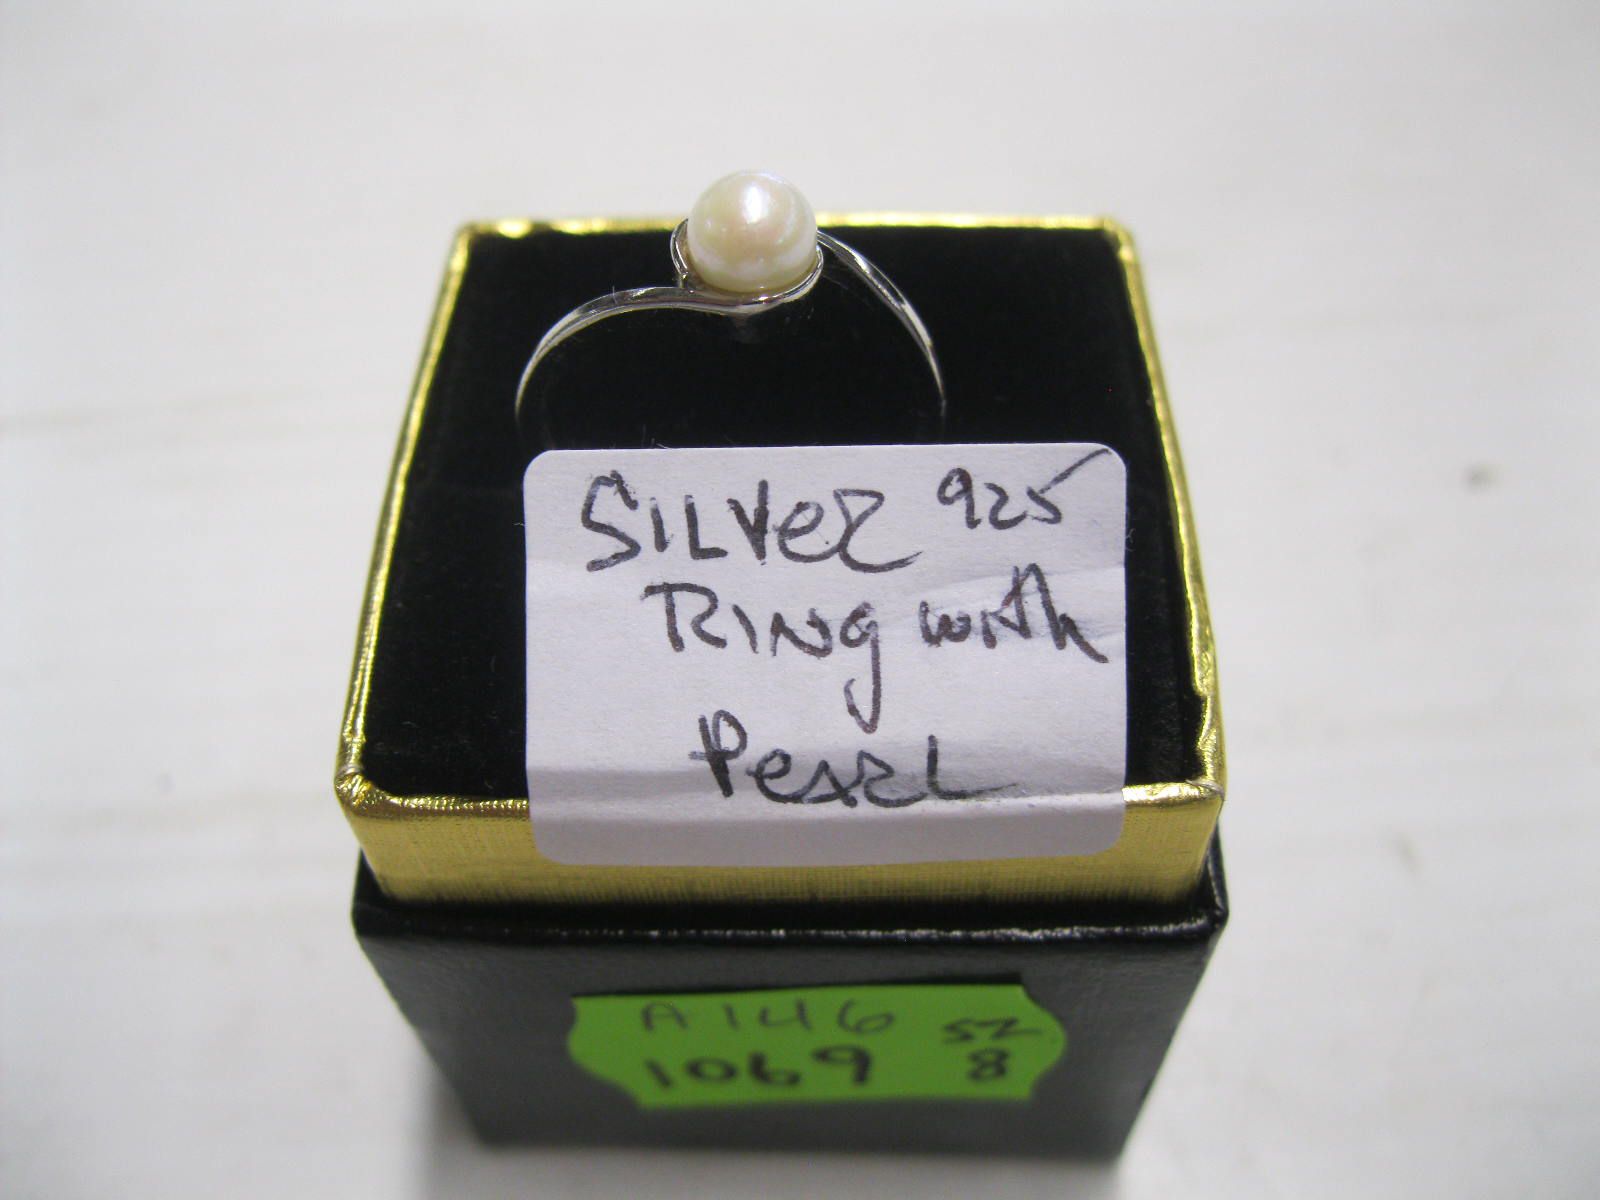 SILVER 925
RING with
PeARL
A146 SZ
1069 8